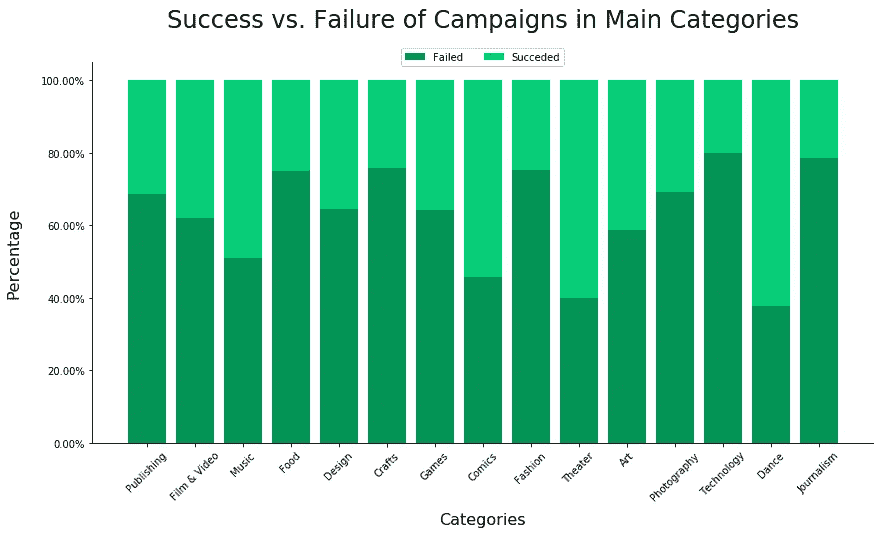 Success vs. Failure of Campaigns in Main Categories
Failed Succeded
100.00%
80.00%
60.00%
40.00%
20.00%
0.00%
Percentage
Publishing
Film & Video
Music
Food
Design
Crafts
Games
Comics
Fashion
Theater
Art
Photography
Technology
Dance
Journalism
Categories